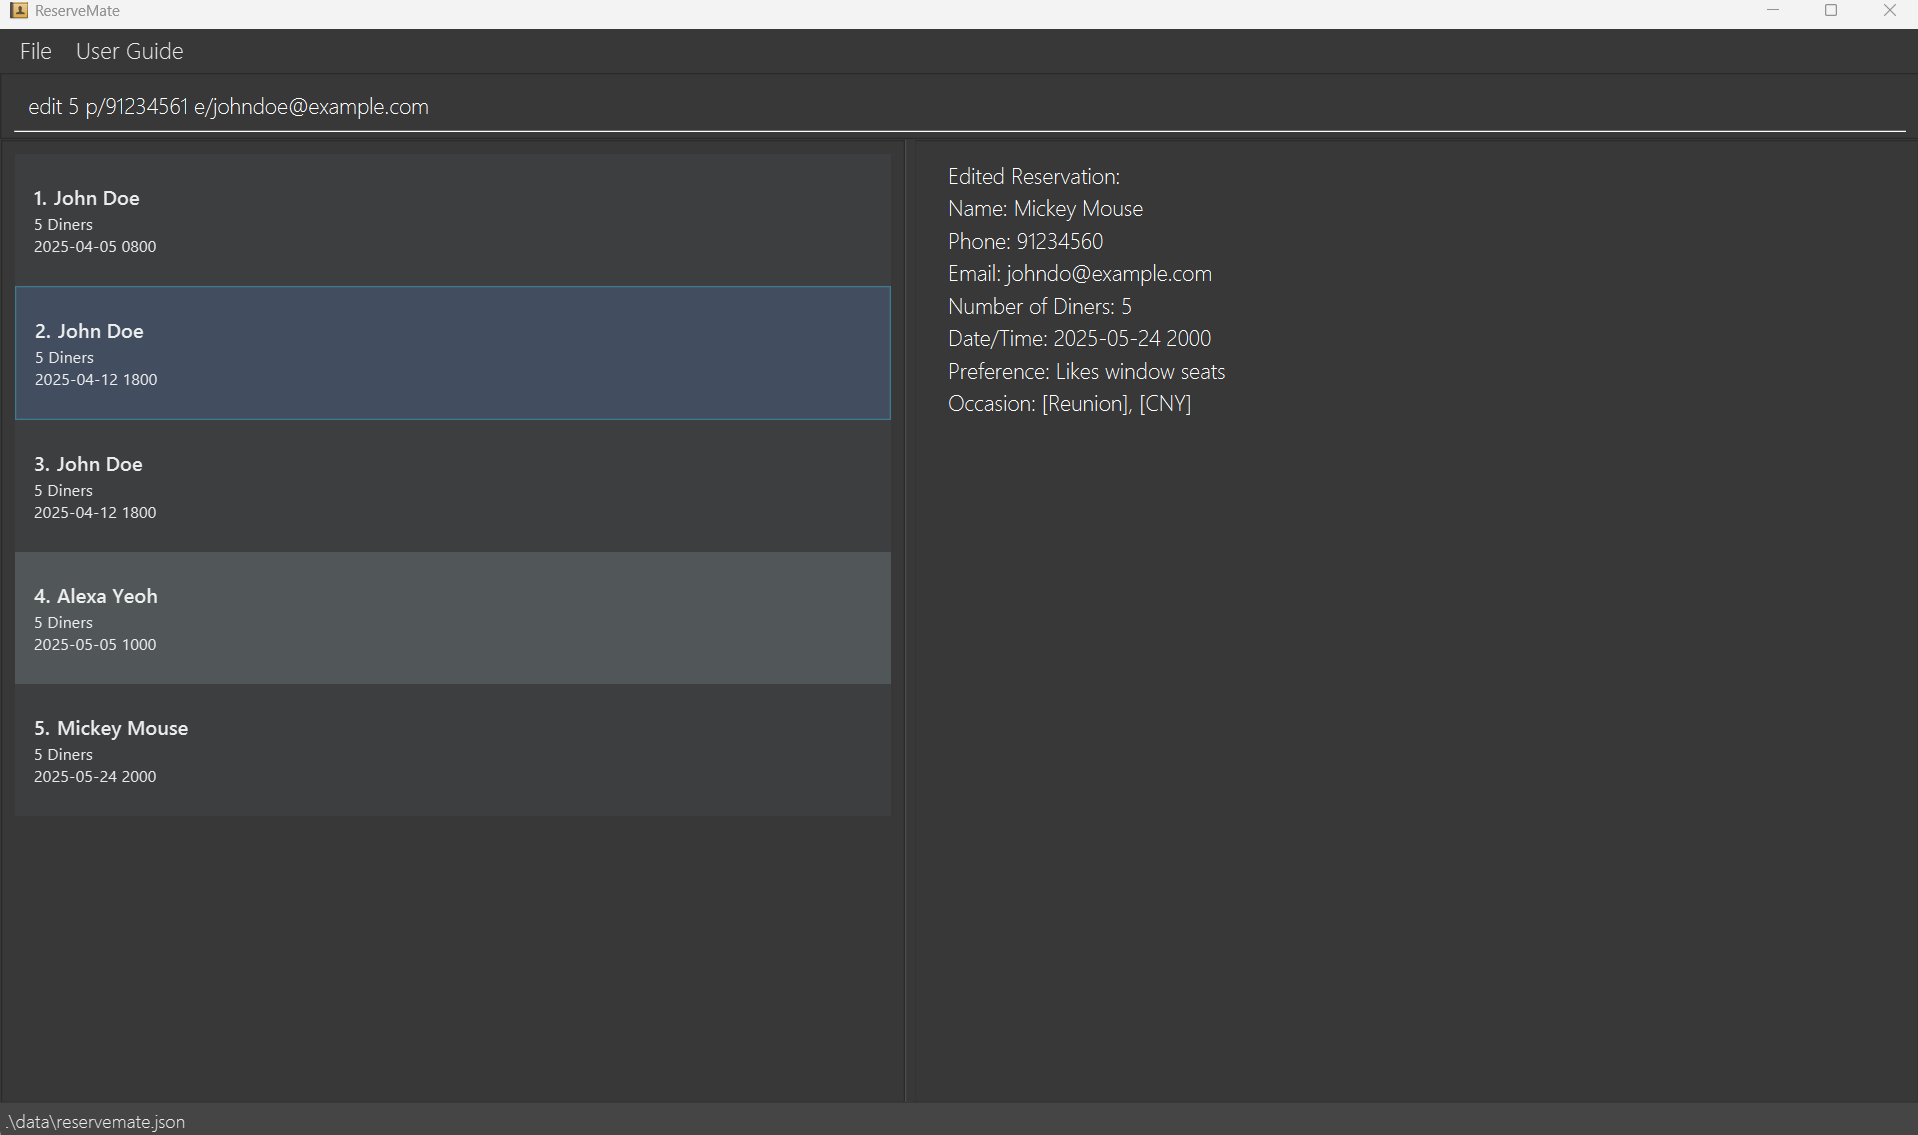 ReserveMate
File User Guide
edit 5 p/91234561 e/johndoe@example.com
1. John Doe
5 Diners
2025-04-05 0800
2. John Doe
5 Diners
2025-04-12 1800
3. John Doe
5 Diners
2025-04-12 1800
4. Alexa Yeoh
5 Diners
2025-05-05 1000
5. Mickey Mouse
5 Diners
2025-05-24 2000
Edited Reservation:
Name: Mickey Mouse
Phone: 91234560
Email: johndo@example.com
Number of Diners: 5
Date/Time: 2025-05-24 2000
Preference: Likes window seats
Occasion: [Reunion], [CNY]
.\data\reservemate.json